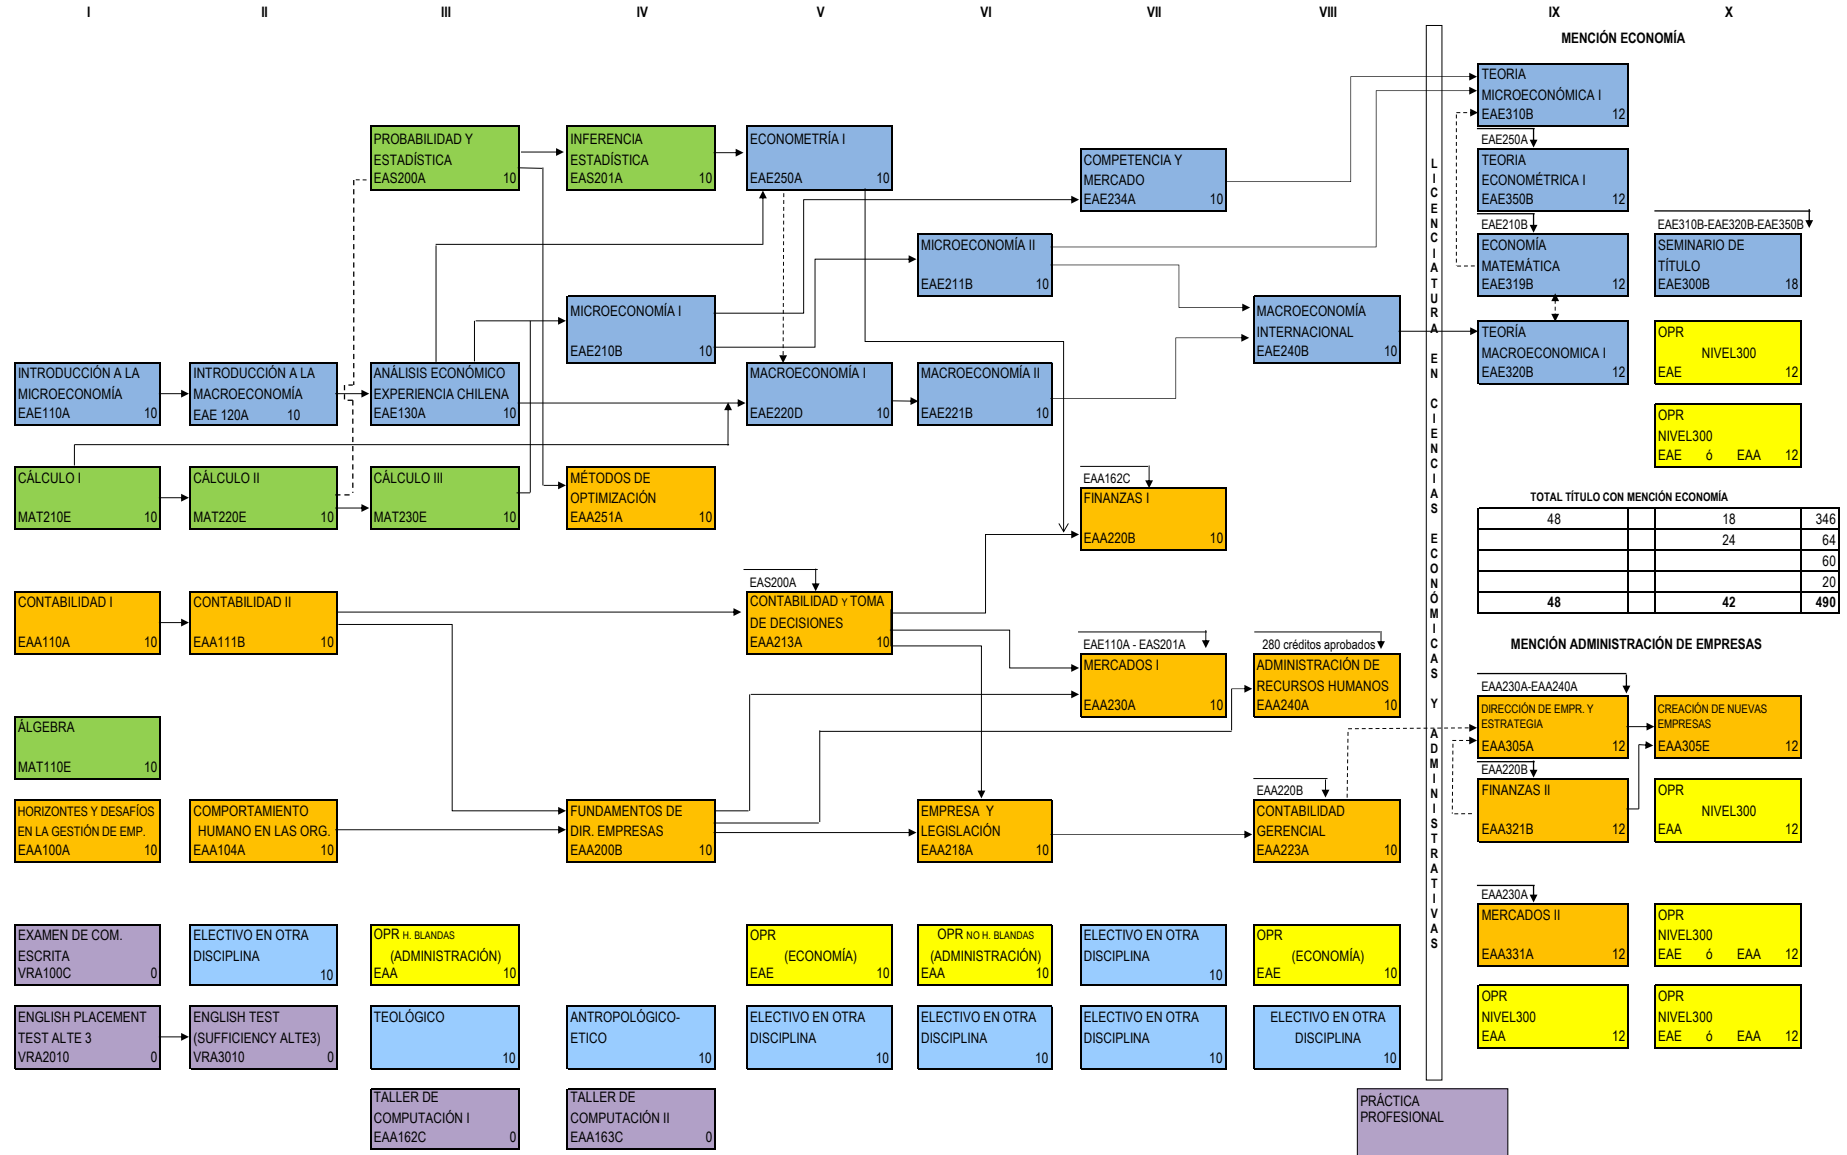 I II III IV V VI VII VIII IX X
MENCIÓN ECONOMÍA
TEORIA
MICROECONÓMICA I
EAE310B 12
PROBABILIDAD Y
ESTADÍSTICA
EAS200A 10
INFERENCIA
ESTADÍSTICA
EAS201A 10
ECONOMETRÍA I
EAE250A 10
COMPETENCIA Y
MERCADO
EAE234A 10
EAE250A
TEORIA
ECONOMÉTRICA I
EAE350B 12
MICROECONOMÍA II
EAE211B 10
EAE210B
ECONOMÍA
MATEMÁTICA
EAE319B 12
EAE310B-EAE320B-EAE350B
SEMINARIO DE
TÍTULO
EAE300B 18
MICROECONOMÍA I
EAE210B 10
MACROECONOMÍA
INTERNACIONAL
EAE240B 10
TEORÍA
MACROECONOMICA I
EAE320B 12
OPR
NIVEL300
EAE 12
INTRODUCCIÓN A LA
MICROECONOMÍA
EAE110A 10
INTRODUCCIÓN A LA
MACROECONOMÍA
EAE 120A 10
ANÁLISIS ECONÓMICO
EXPERIENCIA CHILENA
EAE130A 10
MACROECONOMÍA I
EAE220D 10
MACROECONOMÍA II
EAE221B 10
OPR
NIVEL300
EAE ó EAA 12
CÁLCULO I
MAT210E 10
CÁLCULO II
MAT220E 10
CÁLCULO III
MAT230E 10
MÉTODOS DE
OPTIMIZACIÓN
EAA251A 10
EAA162C
FINANZAS I
EAA220B 10
LICENCIATURA EN CIENCIAS ECONÓMICAS Y ADMINISTRATIVAS
TOTAL TÍTULO CON MENCIÓN ECONOMÍA
48 18 346
24 64
60
20
48 42 490
CONTABILIDAD I
EAA110A 10
CONTABILIDAD II
EAA111B 10
EAS200A
CONTABILIDAD Y TOMA
DE DECISIONES
EAA213A 10
EAE110A - EAS201A
MERCADOS I
EAA230A 10
280 créditos aprobados
ADMINISTRACIÓN DE
RECURSOS HUMANOS
EAA240A 10
MENCIÓN ADMINISTRACIÓN DE EMPRESAS
EAA230A-EAA240A
DIRECCIÓN DE EMPR. Y
ESTRATEGIA
EAA305A 12
CREACIÓN DE NUEVAS
EMPRESAS
EAA305E 12
ÁLGEBRA
MAT110E 10
HORIZONTES Y DESAFÍOS
EN LA GESTIÓN DE EMP.
EAA100A 10
COMPORTAMIENTO
HUMANO EN LAS ORG.
EAA104A 10
FUNDAMENTOS DE
DIR. EMPRESAS
EAA200B 10
EMPRESA Y
LEGISLACIÓN
EAA218A 10
EAA220B
CONTABILIDAD
GERENCIAL
EAA223A 10
EAA220B
FINANZAS II
EAA321B 12
OPR
NIVEL300
EAA 12
EXAMEN DE COM.
ESCRITA
VRA100C 0
ELECTIVO EN OTRA
DISCIPLINA
10
OPR H. BLANDAS
(ADMINISTRACIÓN)
EAA 10
OPR
(ECONOMÍA)
EAE 10
OPR NO H. BLANDAS
(ADMINISTRACIÓN)
EAA 10
ELECTIVO EN OTRA
DISCIPLINA
10
OPR
(ECONOMÍA)
EAE 10
EAA230A
MERCADOS II
EAA331A 12
OPR
NIVEL300
EAE ó EAA 12
ENGLISH PLACEMENT
TEST ALTE 3
VRA2010 0
ENGLISH TEST
(SUFFICIENCY ALTE3)
VRA3010 0
TEOLÓGICO
10
ANTROPOLÓGICO-
ETICO
10
ELECTIVO EN OTRA
DISCIPLINA
10
ELECTIVO EN OTRA
DISCIPLINA
10
ELECTIVO EN OTRA
DISCIPLINA
10
ELECTIVO EN OTRA
DISCIPLINA
10
OPR
NIVEL300
EAA 12
OPR
NIVEL300
EAE ó EAA 12
TALLER DE
COMPUTACIÓN I
EAA162C 0
TALLER DE
COMPUTACIÓN II
EAA163C 0
PRÁCTICA
PROFESIONAL